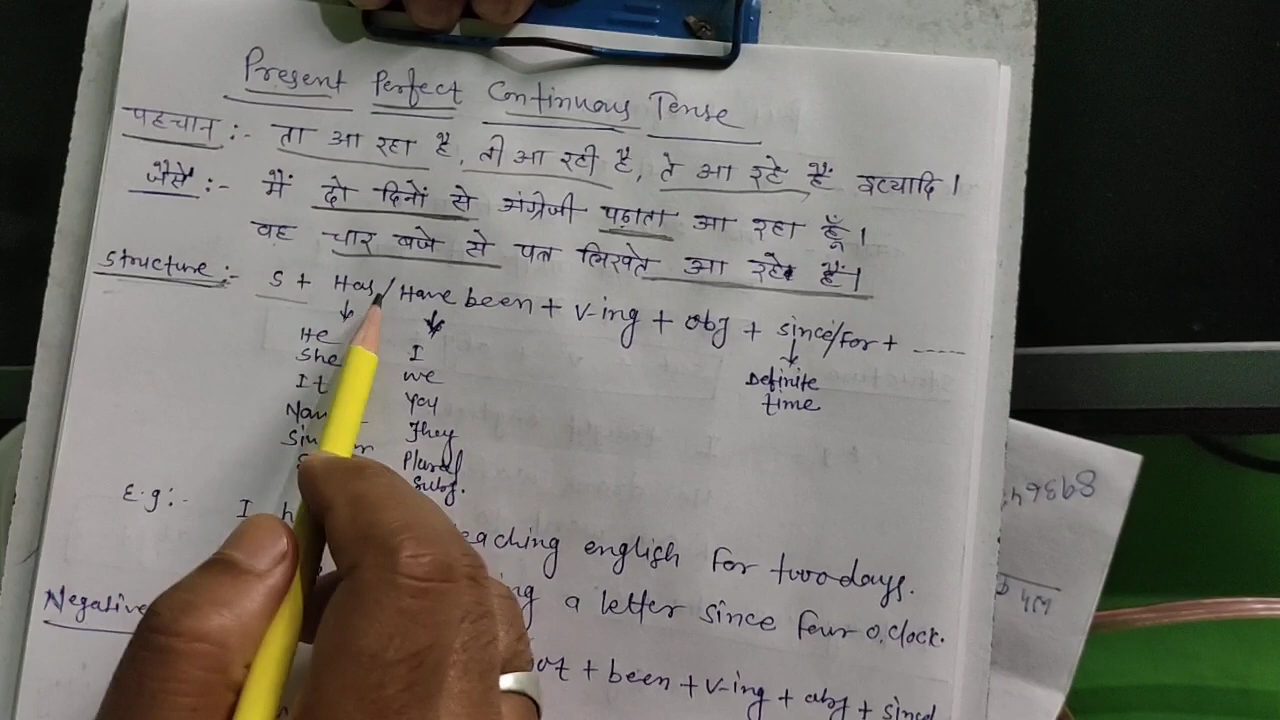 Present Perfect Continuous Tense
पहचान :- ता आ रहा है, ती आ रही है, ते आ रहे हैं इत्यादि।
जैसे :- मैं दो दिनों से अंग्रेजी पढ़ाता आ रहा हूँ।
वह चार बजे से पत्र लिखते आ रहे हैं।
Structure :- S + Has/Have been + V-ing + obj + since/For + ......
He
She I
It we
You
They
Plural
Subj.
Definite
time
E.g :- I teaching english For two days.
a letter since four o,clock.
Negative
+ been + V-ing + obj +